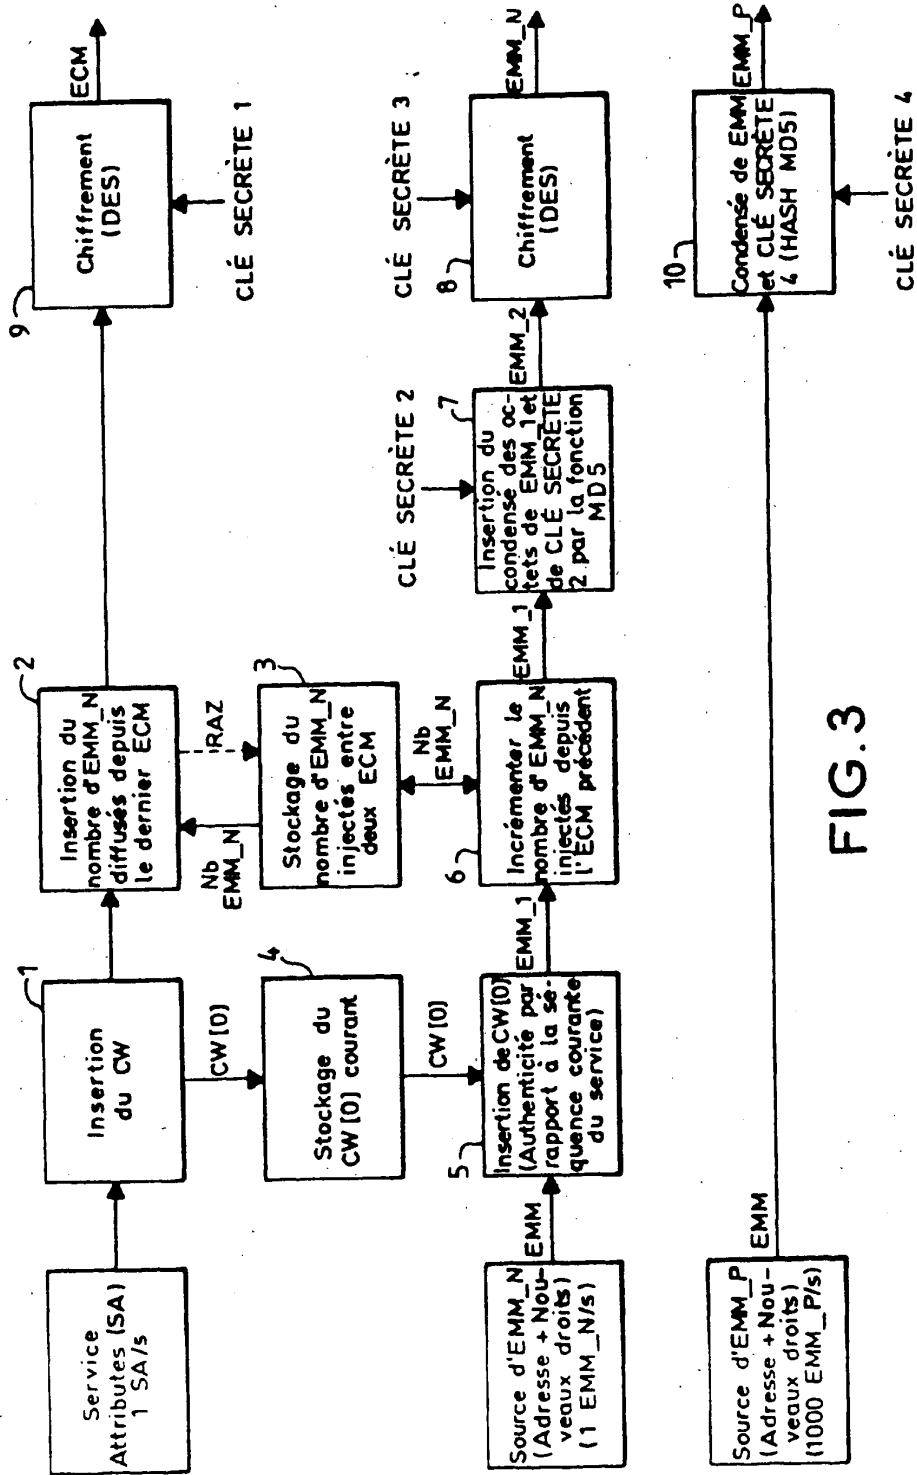 Service
Attributes (SA)
1 SA/s
1
Insertion
du CW
2
Insertion du
nombre d'EMM_N
diffusés depuis
le dernier ECM
9
Chiffrement
(DES)
ECM
CLÉ SECRÈTE 1
CW[0]
Nb
EMM_N
RAZ
4
Stockage du
CW[0] courant
3
Stockage du
nombre d'EMM_N
injectés entre
deux ECM
CW[0]
Nb
EMM_N
CLÉ SECRÈTE 2
CLÉ SECRÈTE 3
Source d'EMM_N
(Adresse + Nou-
veaux droits)
(1 EMM_N/s)
EMM
5
Insertion de CW[0]
(Authenticité par
rapport à la sé-
quence courante
du service)
EMM_1
6
Incrémenter le
nombre d'EMM_N
injectés depuis
l'ECM précédent
EMM_1
7
Insertion du
condensé des oc-
tets de EMM_1 et
de CLÉ SECRÈTE
2 par la fonction
MD5
EMM_2
8
Chiffrement
(DES)
EMM_N
Source d'EMM_P
(Adresse + Nou-
veaux droits)
(1000 EMM_P/s)
EMM
10
Condensé de EMM
et CLÉ SECRÈTE
4 (HASH MD5)
EMM_P
CLÉ SECRÈTE 4
FIG.3